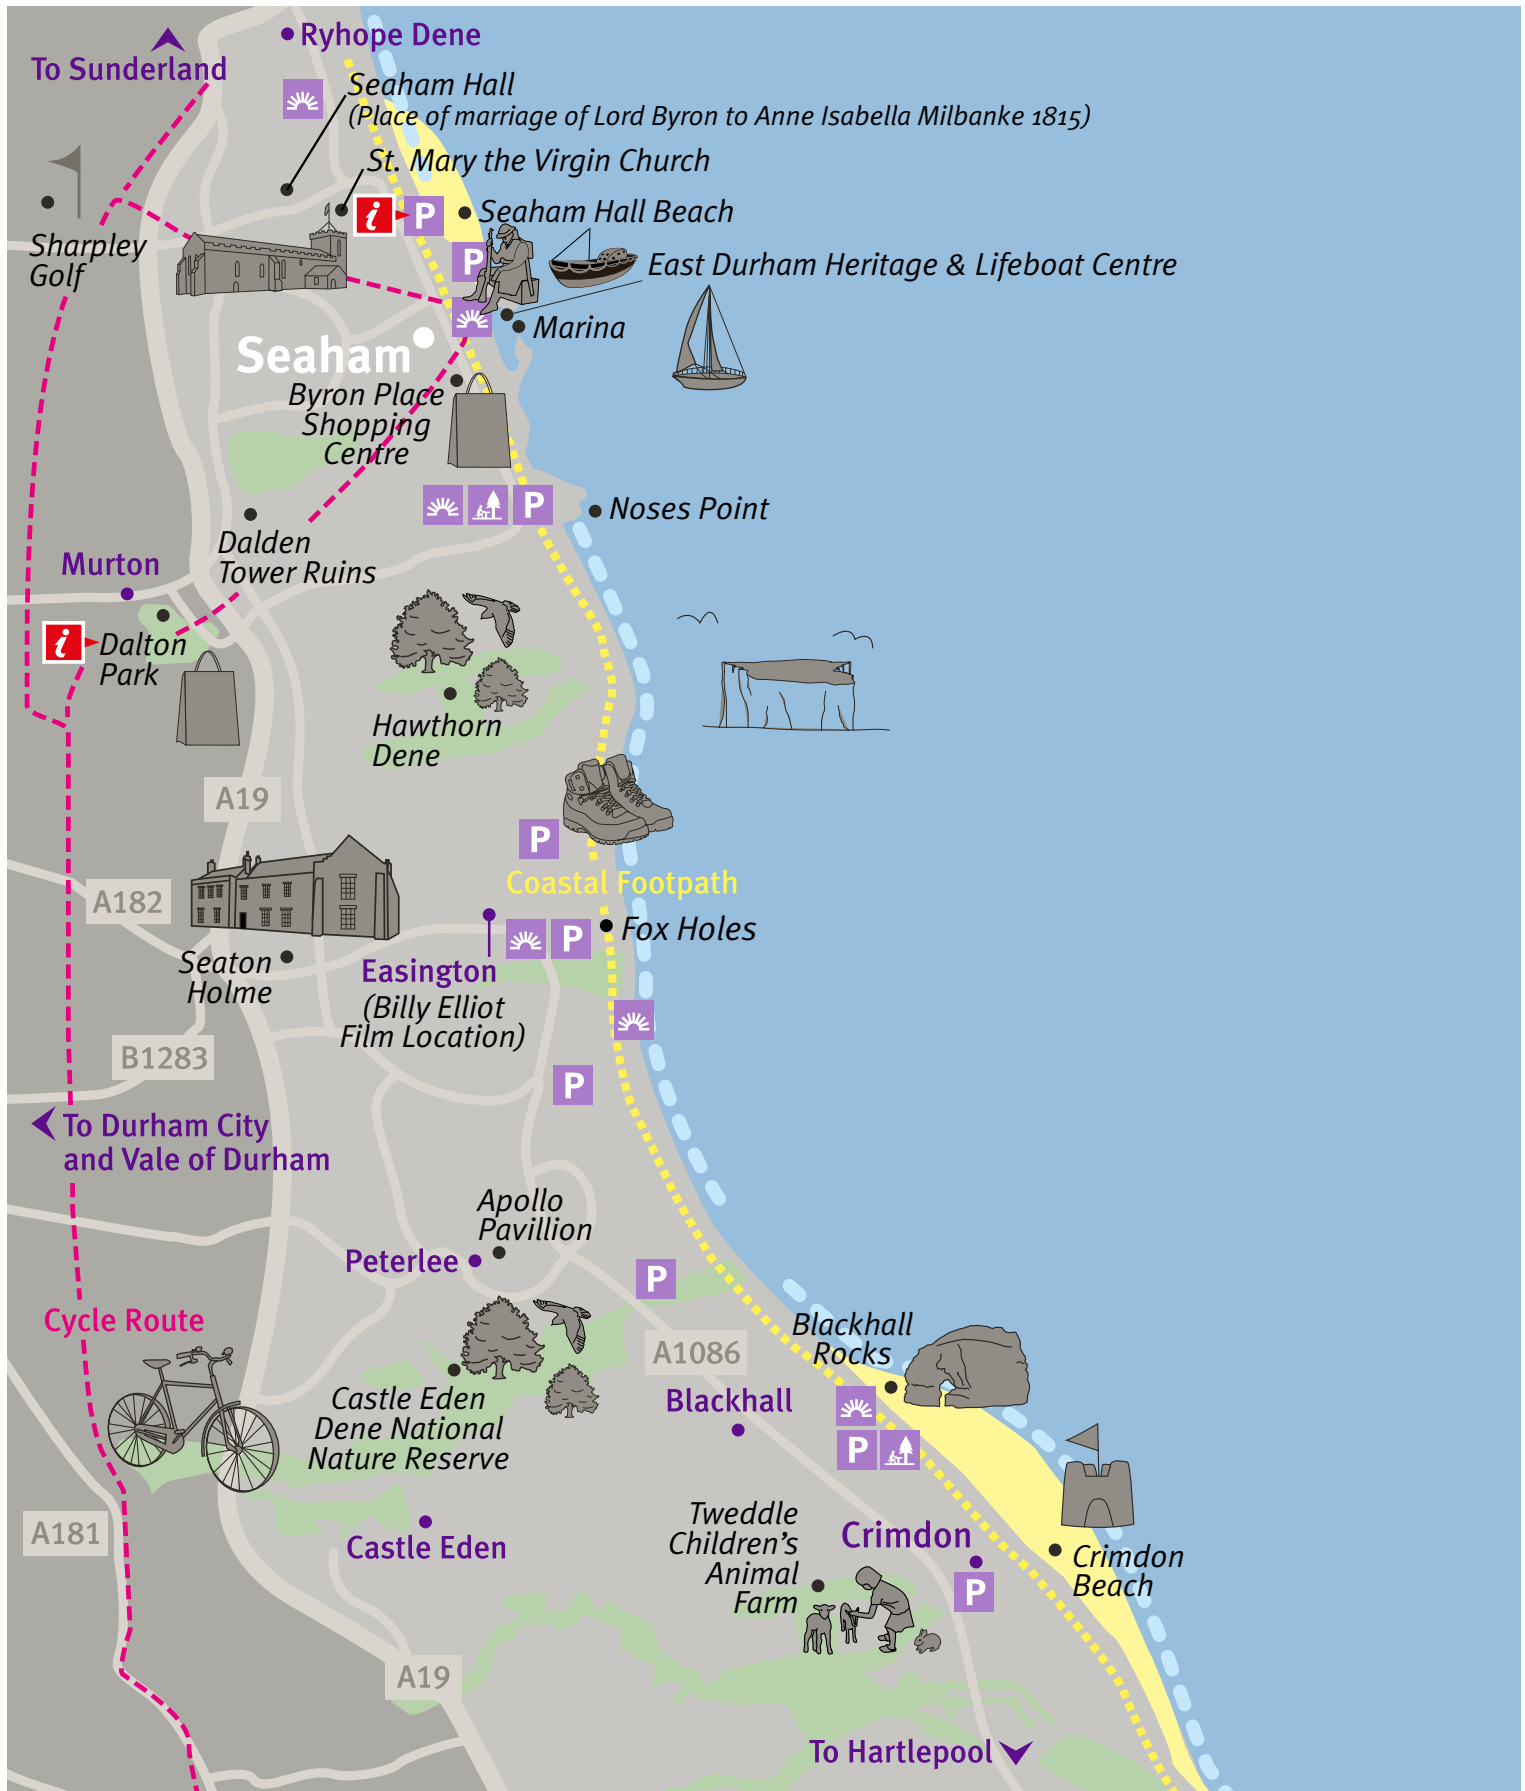 Ryhope Dene
To Sunderland
Seaham Hall
(Place of marriage of Lord Byron to Anne Isabella Milbanke 1815)
St. Mary the Virgin Church
i
P
Seaham Hall Beach
Sharpley
Golf
P
East Durham Heritage & Lifeboat Centre
Marina
Seaham
Byron Place
Shopping
Centre
P
Noses Point
Dalden
Tower Ruins
Murton
i
Dalton
Park
Hawthorn
Dene
A19
P
Coastal Footpath
A182
Fox Holes
P
Seaton
Holme
Easington
(Billy Elliot
Film Location)
B1283
P
To Durham City
and Vale of Durham
Apollo
Pavillion
Peterlee
P
Cycle Route
Blackhall
Rocks
A1086
Castle Eden
Dene National
Nature Reserve
Blackhall
P
A181
Castle Eden
Tweddle
Children's
Animal
Farm
Crimdon
P
Crimdon
Beach
A19
To Hartlepool